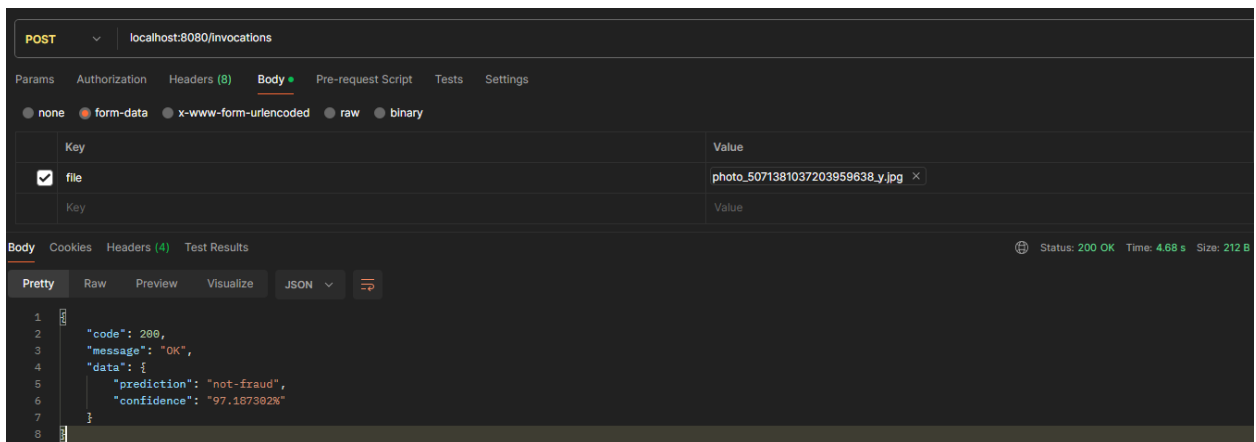 POST localhost:8080/invocations
Params Authorization Headers (8) Body Pre-request Script Tests Settings
none form-data x-www-form-urlencoded raw binary
Key Value
file photo_5071381037203959638_y.jpg ×
Key Value
Body Cookies Headers (4) Test Results Status: 200 OK Time: 4.68 s Size: 212 B
Pretty Raw Preview Visualize JSON
1 {
2 "code": 200,
3 "message": "OK",
4 "data": {
5 "prediction": "not-fraud",
6 "confidence": "97.187302%"
7 }
8 }